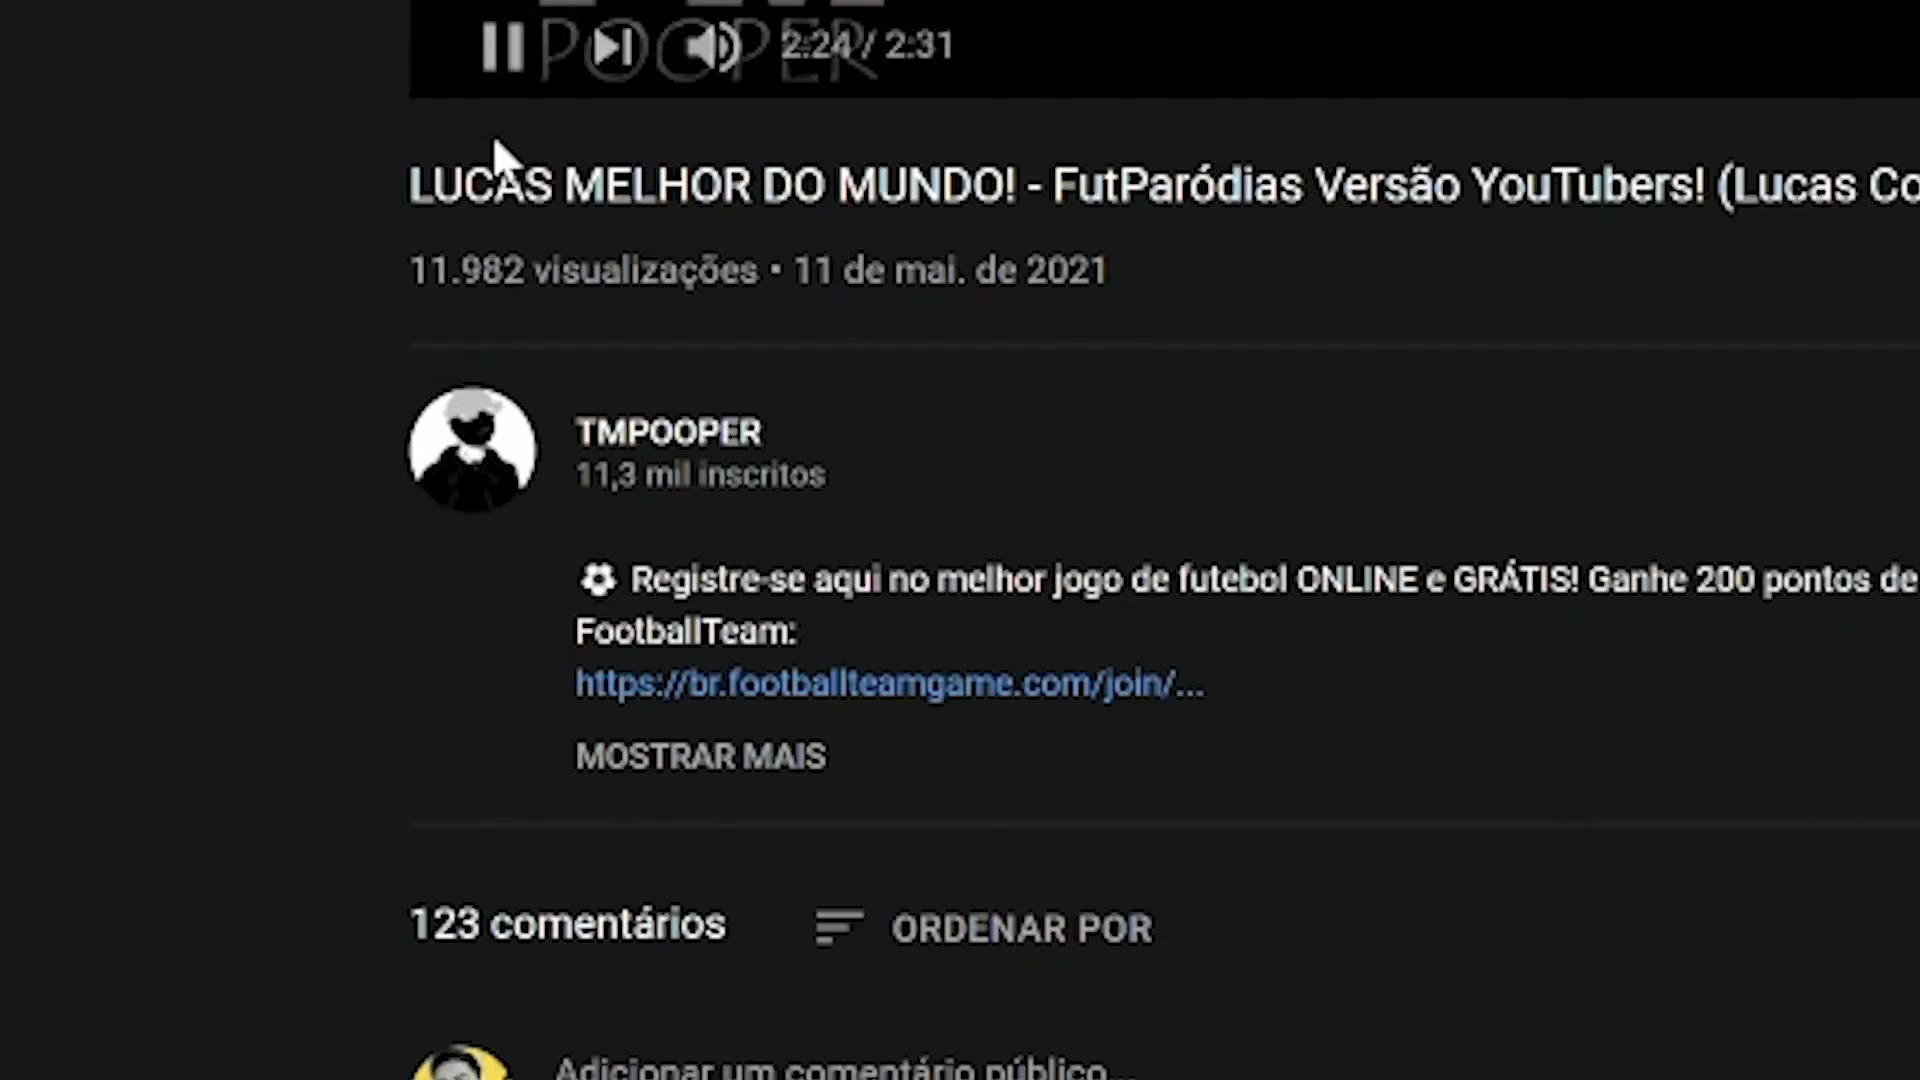 POOPER
2:24 / 2:31
LUCAS MELHOR DO MUNDO! - FutParódias Versão YouTubers! (Lucas Co
11.982 visualizações • 11 de mai. de 2021
TMPOOPER
11,3 mil inscritos
⚽ Registre-se aqui no melhor jogo de futebol ONLINE e GRÁTIS! Ganhe 200 pontos de
FootballTeam:
https://br.footballteamgame.com/join/...
MOSTRAR MAIS
123 comentários
ORDENAR POR
Adicionar um comentário público...